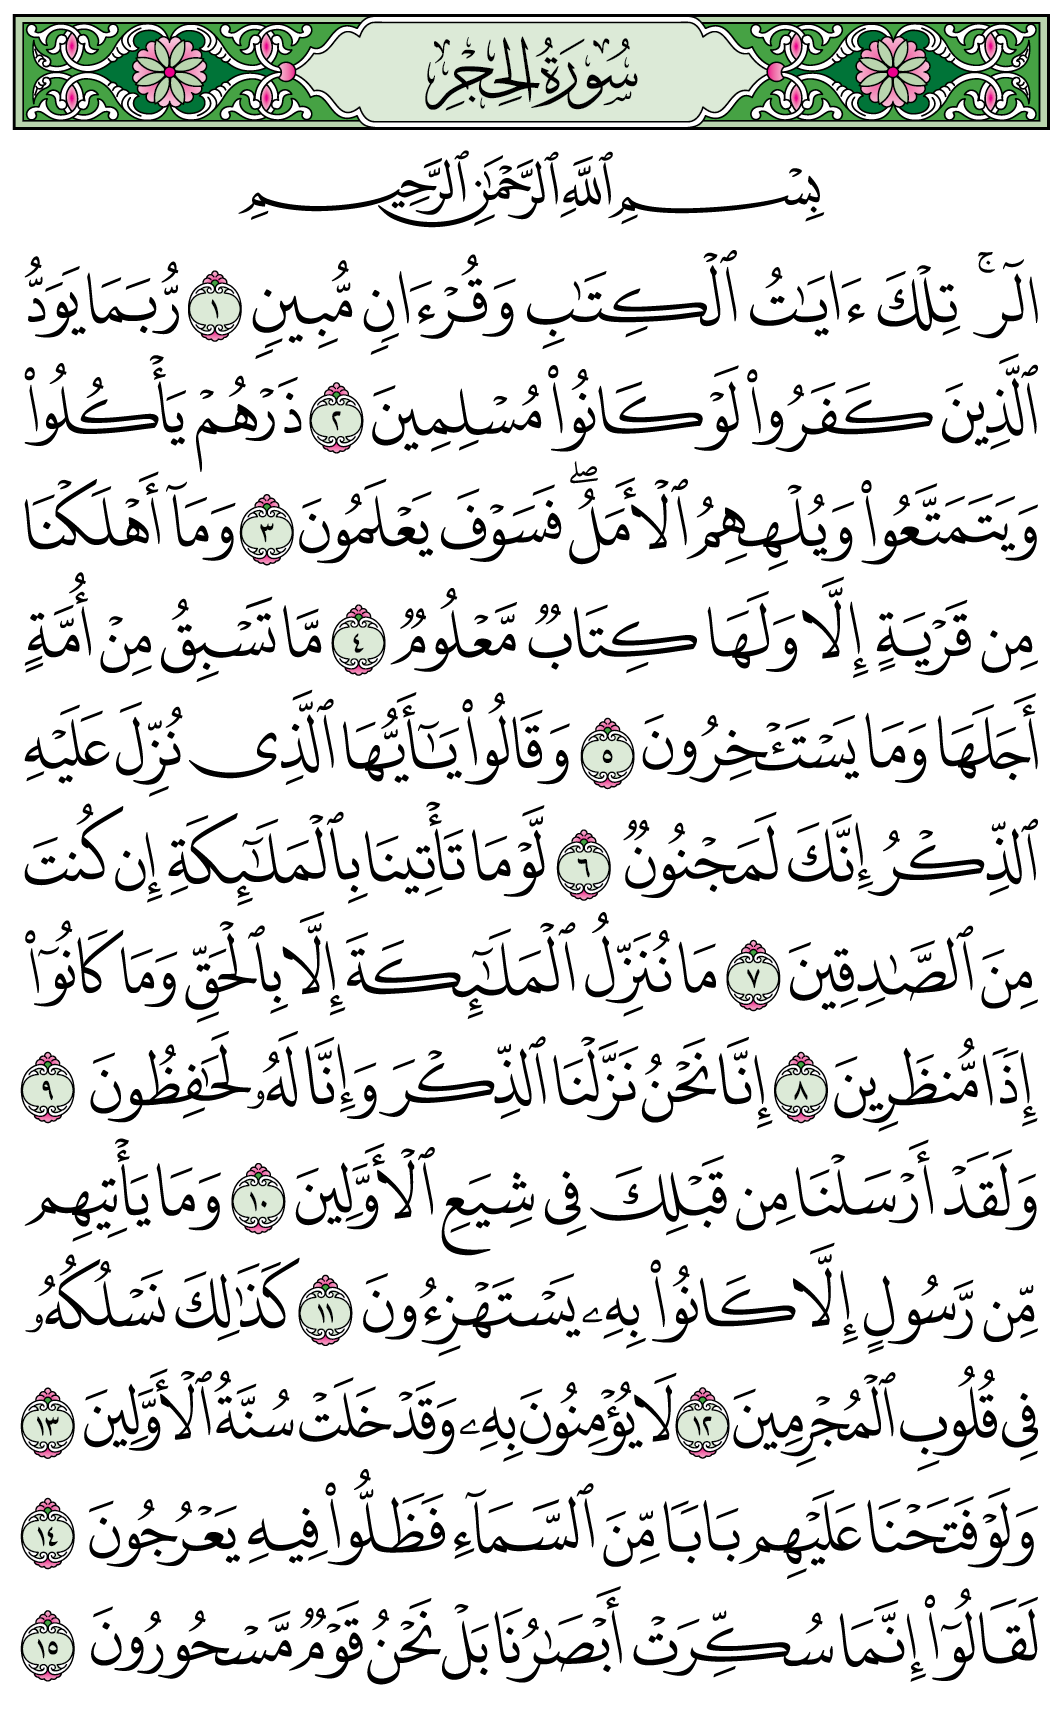 سُورَةُ الحِجْرِ
بِسْمِ ٱللَّهِ ٱلرَّحْمَٰنِ ٱلرَّحِيمِ
الٓرۚ تِلْكَ ءَايَٰتُ ٱلْكِتَٰبِ وَقُرْءَانٖ مُّبِينٖ ١ رُّبَمَا يَوَدُّ
ٱلَّذِينَ كَفَرُوا۟ لَوْ كَانُوا۟ مُسْلِمِينَ ٢ ذَرْهُمْ يَأْكُلُوا۟
وَيَتَمَتَّعُوا۟ وَيُلْهِهِمُ ٱلْأَمَلُۖ فَسَوْفَ يَعْلَمُونَ ٣ وَمَآ أَهْلَكْنَا
مِن قَرْيَةٍ إِلَّا وَلَهَا كِتَابٞ مَّعْلُومٞ ٤ مَّا تَسْبِقُ مِنْ أُمَّةٍ
أَجَلَهَا وَمَا يَسْتَـْٔخِرُونَ ٥ وَقَالُوا۟ يَٰٓأَيُّهَا ٱلَّذِى نُزِّلَ عَلَيْهِ
ٱلذِّكْرُ إِنَّكَ لَمَجْنُونٞ ٦ لَّوْ مَا تَأْتِينَا بِٱلْمَلَٰٓئِكَةِ إِن كُنتَ
مِنَ ٱلصَّٰدِقِينَ ٧ مَا نُنَزِّلُ ٱلْمَلَٰٓئِكَةَ إِلَّا بِٱلْحَقِّ وَمَا كَانُوٓا۟
إِذٗا مُّنظَرِينَ ٨ إِنَّا نَحْنُ نَزَّلْنَا ٱلذِّكْرَ وَإِنَّا لَهُۥ لَحَٰفِظُونَ ٩
وَلَقَدْ أَرْسَلْنَا مِن قَبْلِكَ فِى شِيَعِ ٱلْأَوَّلِينَ ١٠ وَمَا يَأْتِيهِم
مِّن رَّسُولٍ إِلَّا كَانُوا۟ بِهِۦ يَسْتَهْزِءُونَ ١١ كَذَٰلِكَ نَسْلُكُهُۥ
فِى قُلُوبِ ٱلْمُجْرِمِينَ ١٢ لَا يُؤْمِنُونَ بِهِۦ وَقَدْ خَلَتْ سُنَّةُ ٱلْأَوَّلِينَ ١٣
وَلَوْ فَتَحْنَا عَلَيْهِم بَابٗا مِّنَ ٱلسَّمَآءِ فَظَلُّوا۟ فِيهِ يَعْرُجُونَ ١٤
لَقَالُوٓا۟ إِنَّمَا سُكِّرَتْ أَبْصَٰرُنَا بَلْ نَحْنُ قَوْمٞ مَّسْحُورُونَ ١٥